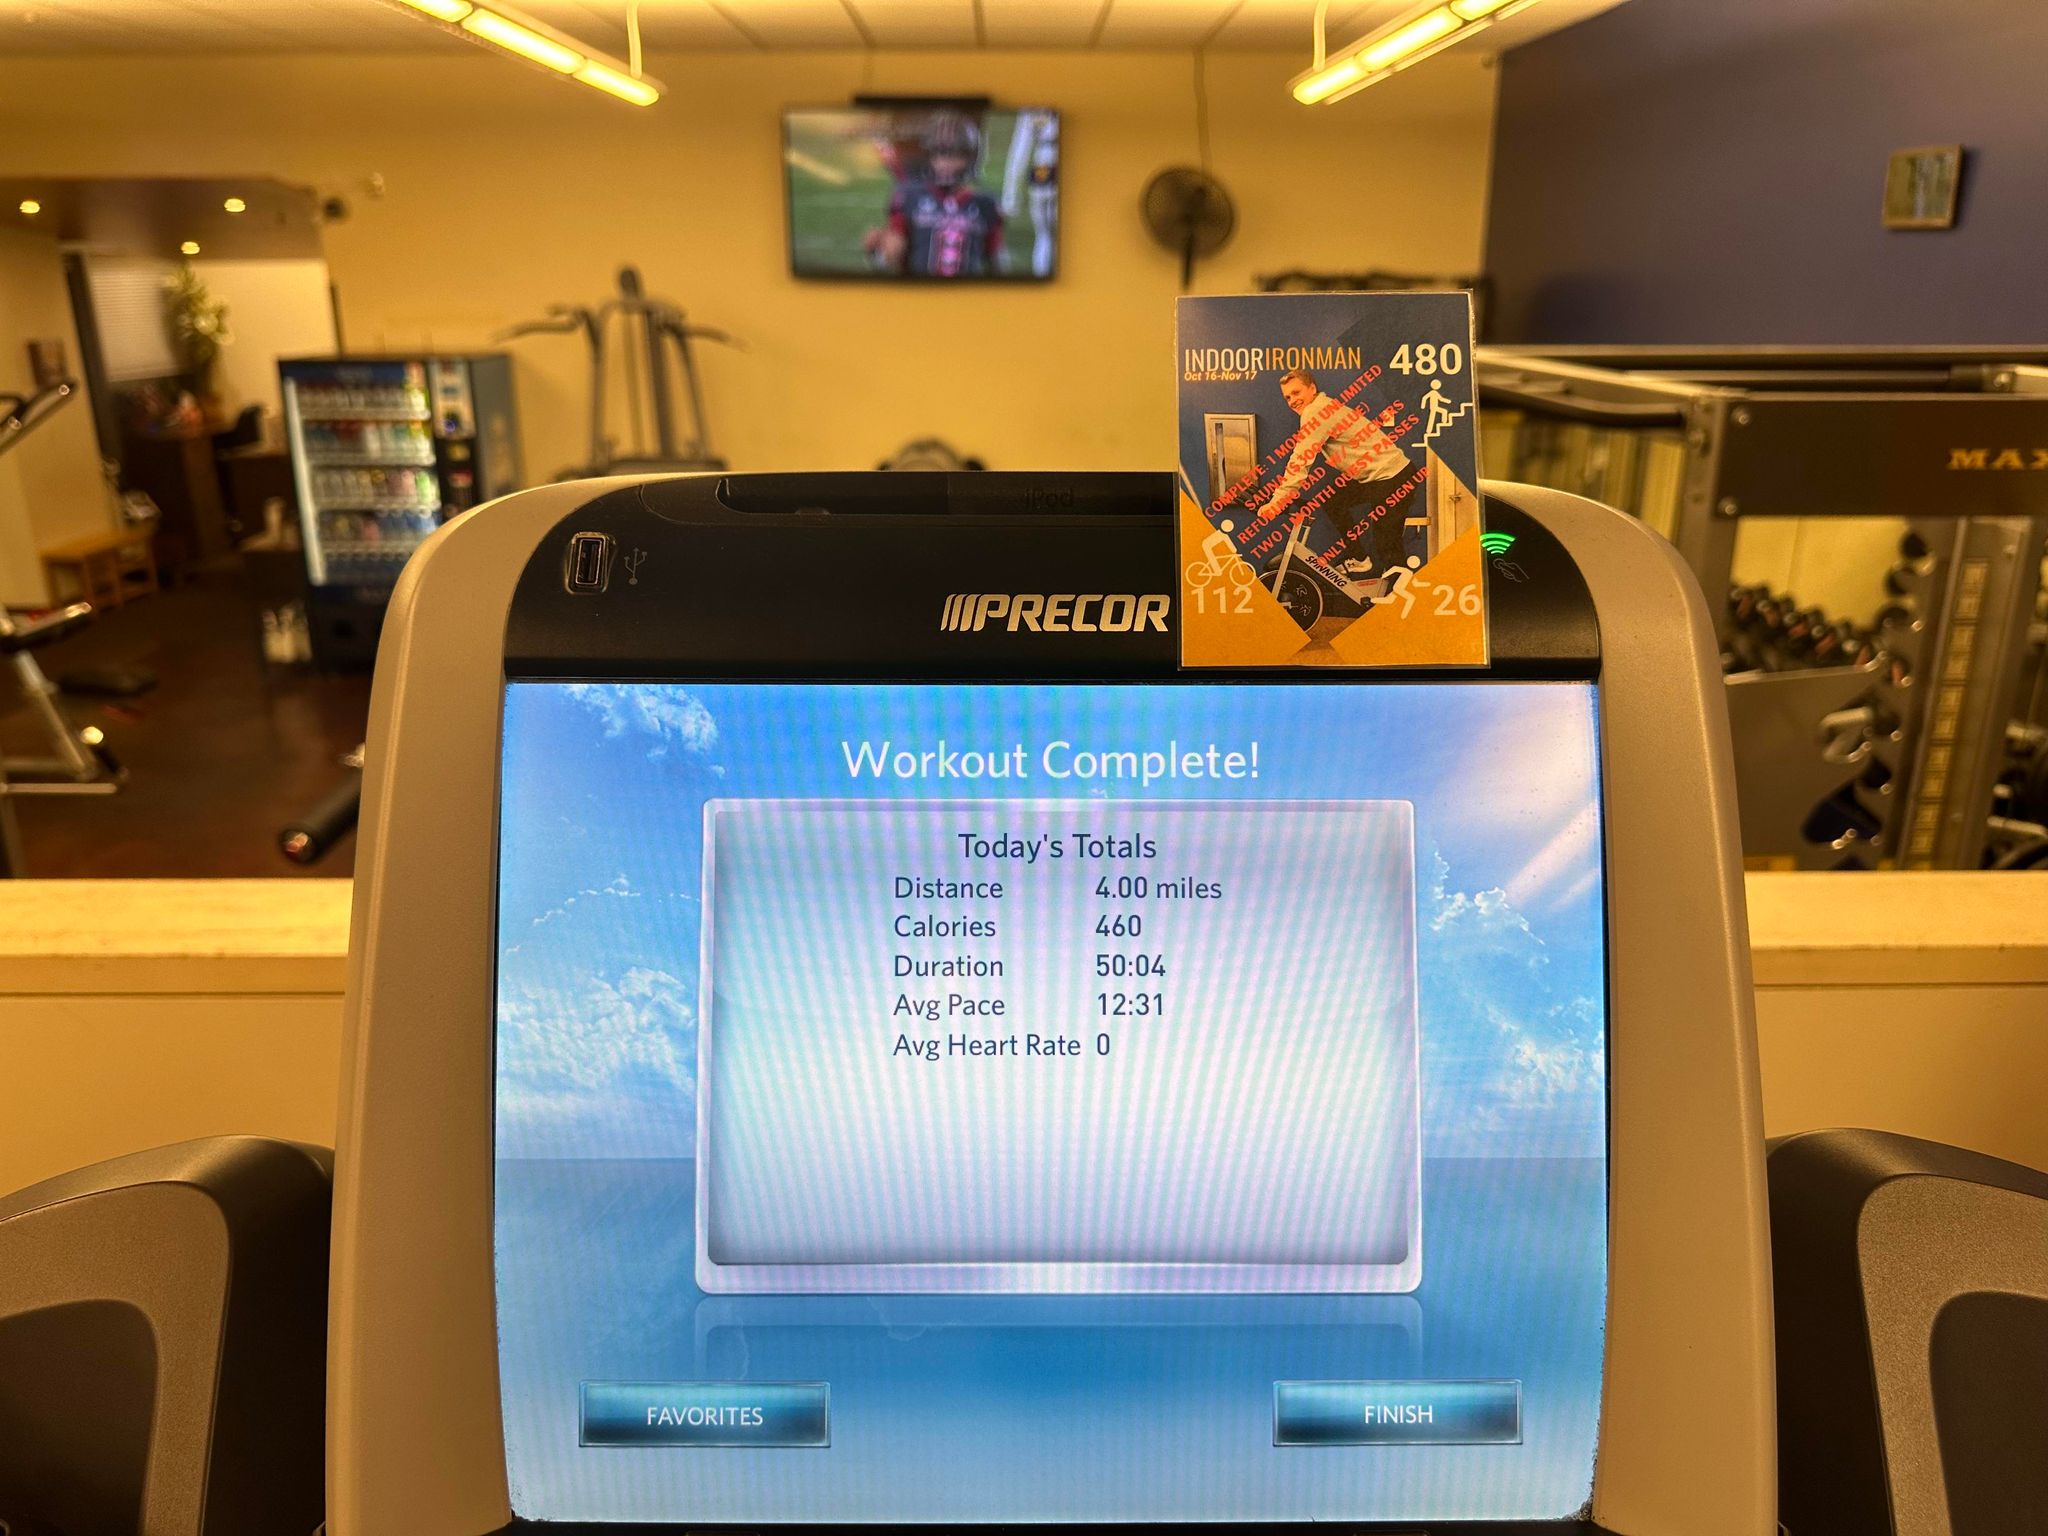 INDOORIRONMAN 480
Oct 16-Nov 17
COMPLETE: 1 MONTH UNLIMITED
SAUNA ($300+ VALUE)
REFUELING BAD W/ STICKERS
TWO 1 MONTH QUEST PASSES
ONLY $25 TO SIGN UP
SPINNING
112
26
MAX
iPod
PRECOR
Workout Complete!
Today's Totals
Distance 4.00 miles
Calories 460
Duration 50:04
Avg Pace 12:31
Avg Heart Rate 0
FAVORITES
FINISH